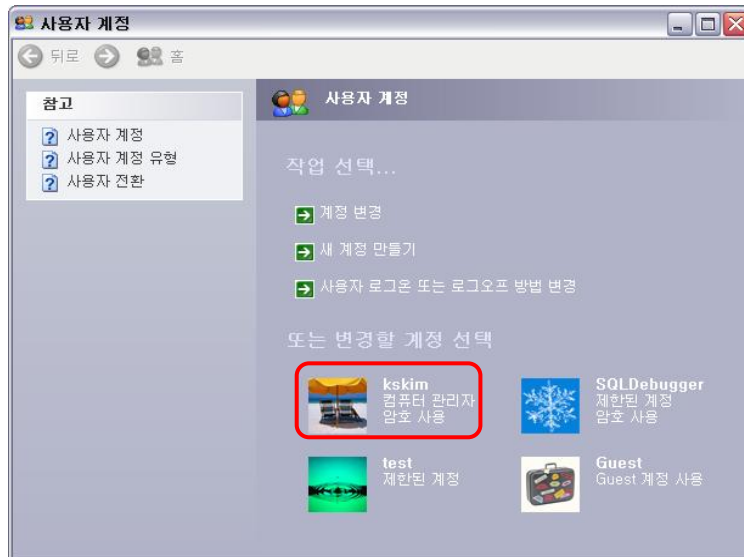 사용자 계정
뒤로 홈
참고
사용자 계정
사용자 계정 유형
사용자 전환
사용자 계정
작업 선택...
계정 변경
새 계정 만들기
사용자 로그온 또는 로그오프 방법 변경
또는 변경할 계정 선택
kskim
컴퓨터 관리자
암호 사용
SQLDebugger
제한된 계정
암호 사용
test
제한된 계정
Guest
Guest 계정 사용